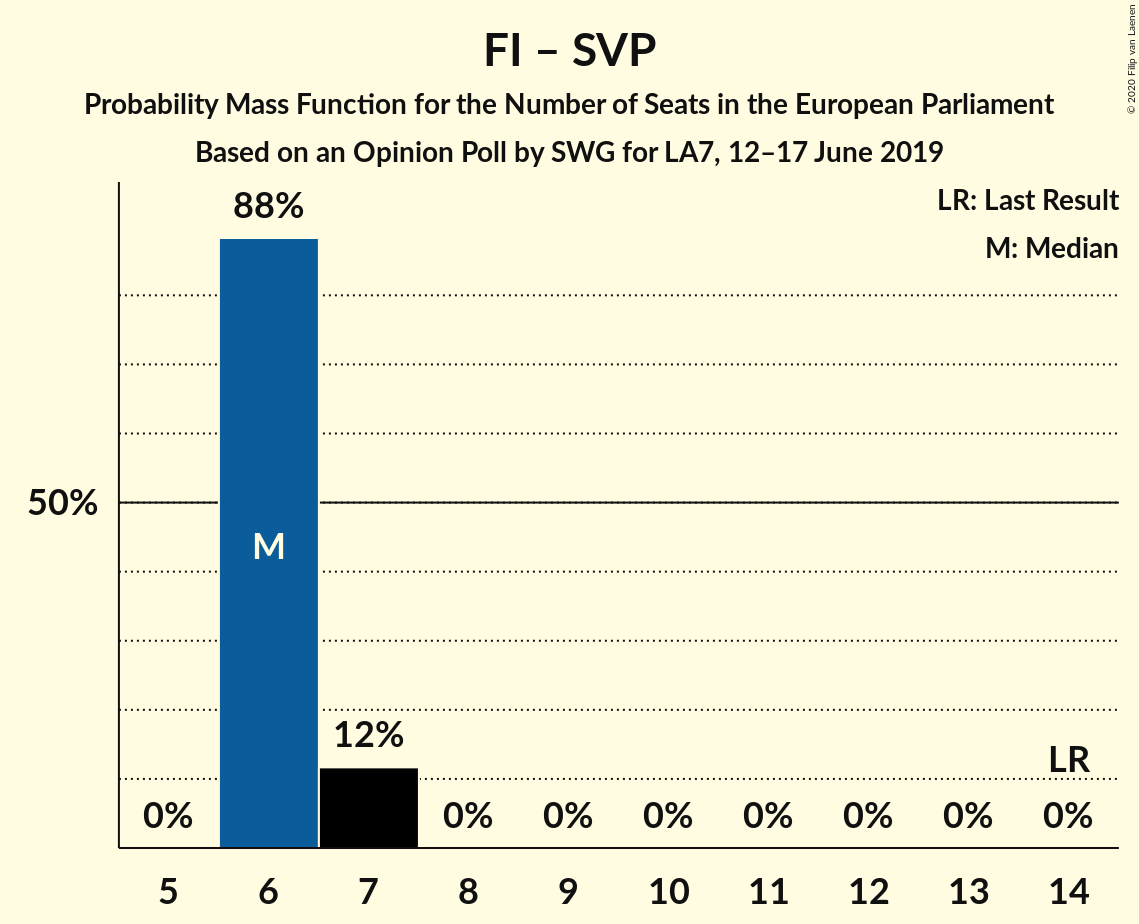 FI – SVP
Probability Mass Function for the Number of Seats in the European Parliament
Based on an Opinion Poll by SWG for LA7, 12–17 June 2019
© 2020 Filip van Laenen
LR: Last Result
M: Median
88%
50%
M
12%
LR
0% 0% 0% 0% 0% 0% 0% 0%
5 6 7 8 9 10 11 12 13 14